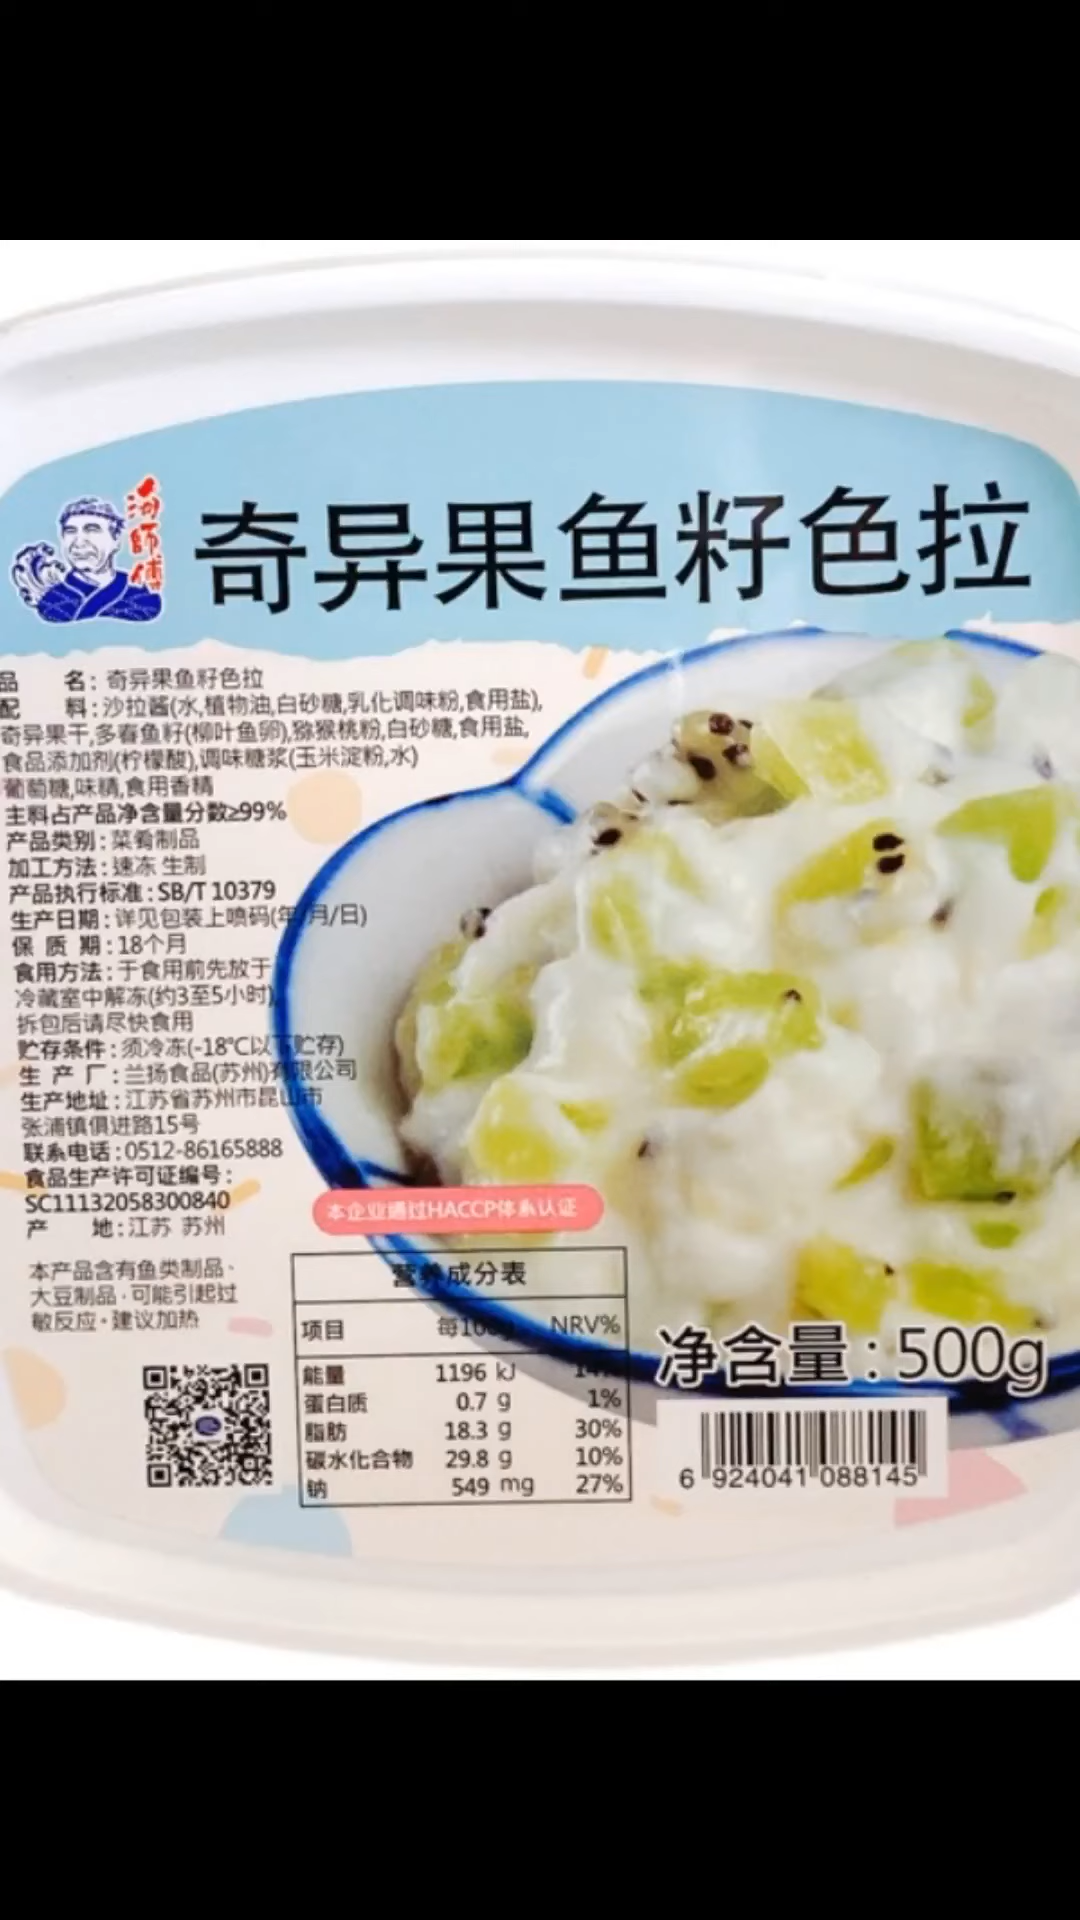 海師傅
奇异果鱼籽色拉
品 名:奇异果鱼籽色拉
配 料:沙拉酱(水,植物油,白砂糖,乳化调味粉,食用盐),
奇异果干,多春鱼籽(柳叶鱼卵),猕猴桃粉,白砂糖,食用盐,
食品添加剂(柠檬酸),调味糖浆(玉米淀粉,水)
葡萄糖,味精,食用香精
主料占产品净含量分数≥99%
产品类别:菜肴制品
加工方法:速冻 生制
产品执行标准:SB/T 10379
生产日期:详见包装上喷码(年/月/日)
保 质 期:18个月
食用方法:于食用前先放于
冷藏室中解冻(约3至5小时)
拆包后请尽快食用
贮存条件:须冷冻(-18℃以下贮存)
生 产 厂:兰扬食品(苏州)有限公司
生产地址:江苏省苏州市昆山市
张浦镇俱进路15号
联系电话:0512-86165888
食品生产许可证编号:
SC11132058300840
产 地:江苏 苏州
本企业通过HACCP体系认证
本产品含有鱼类制品、
大豆制品·可能引起过
敏反应·建议加热
营养成分表
项目 每100g NRV%
能量 1196 kJ
蛋白质 0.7 g 1%
脂肪 18.3 g 30%
碳水化合物 29.8 g 10%
钠 549 mg 27%
净含量:500g
6 924041 088145